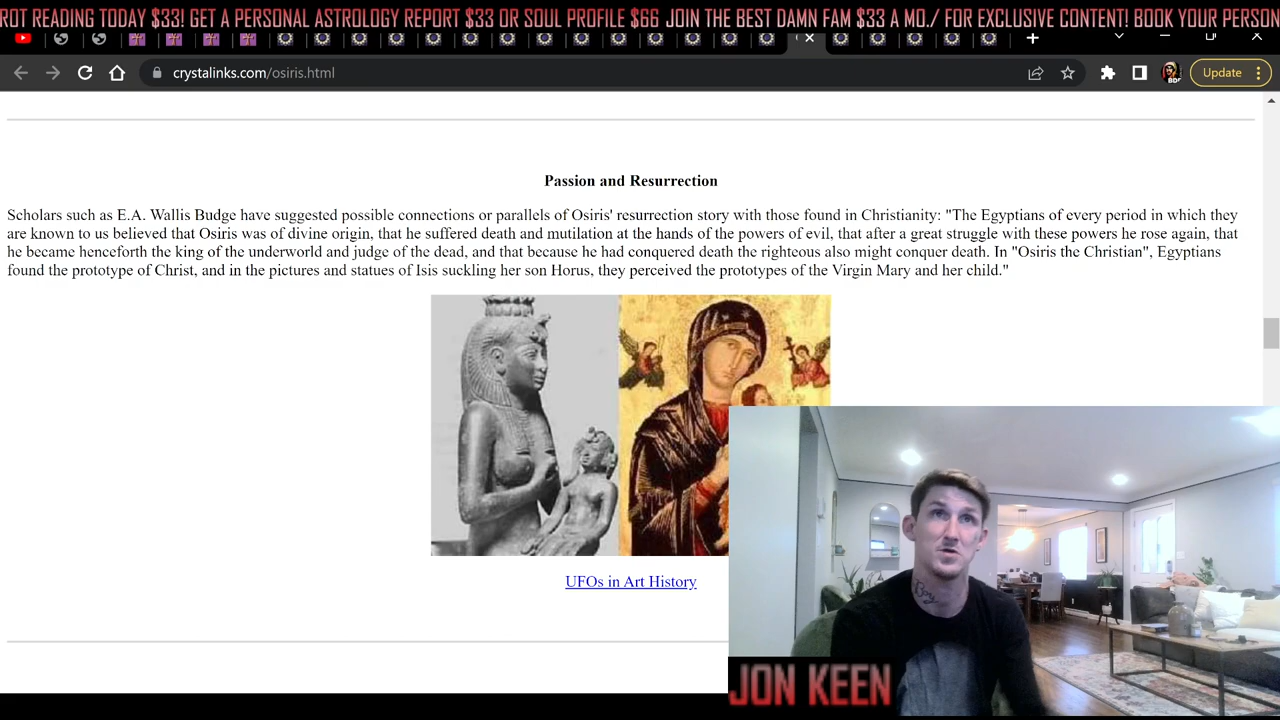 ROT READING TODAY $33! GET A PERSONAL ASTROLOGY REPORT $33 OR SOUL PROFILE $66 JOIN THE BEST DAMN FAM $33 A MO./ FOR EXCLUSIVE CONTENT! BOOK YOUR PERSON
crystalinks.com/osiris.html
Update
Passion and Resurrection
Scholars such as E.A. Wallis Budge have suggested possible connections or parallels of Osiris' resurrection story with those found in Christianity: "The Egyptians of every period in which they
are known to us believed that Osiris was of divine origin, that he suffered death and mutilation at the hands of the powers of evil, that after a great struggle with these powers he rose again, that
he became henceforth the king of the underworld and judge of the dead, and that because he had conquered death the righteous also might conquer death. In "Osiris the Christian", Egyptians
found the prototype of Christ, and in the pictures and statues of Isis suckling her son Horus, they perceived the prototypes of the Virgin Mary and her child."
UFOs in Art History
JON KEEN